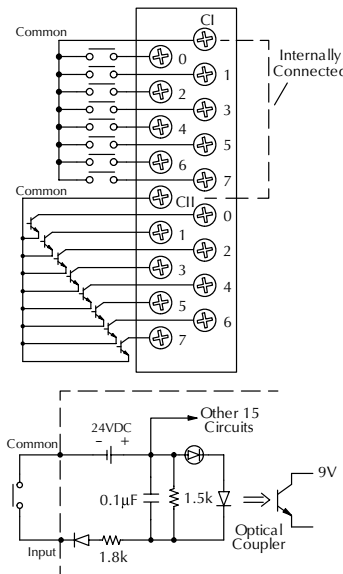 CI
Common
Internally
Connected
0
1
2
3
4
5
6
7
Common
CII
0
1
2
3
4
5
6
7
Other 15
Circuits
24VDC
Common
– +
9V
0.1µF
1.5k
Optical
Coupler
Input
1.8k